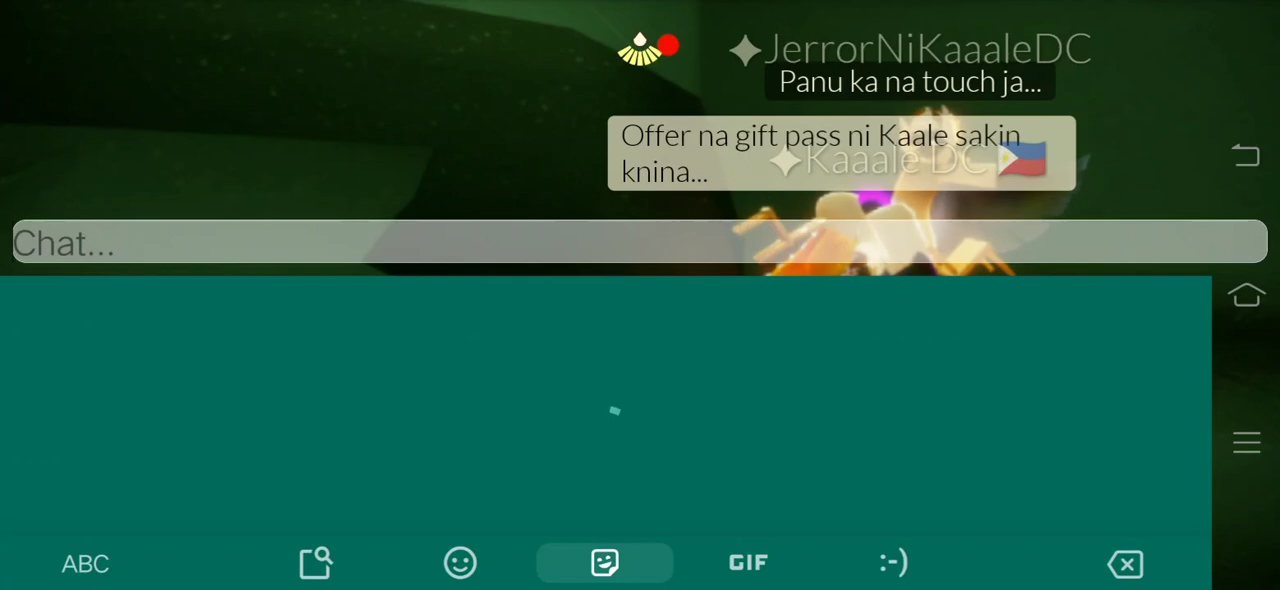 ✦JerrorNiKaaaleDC
Panu ka na touch ja...
Offer na gift pass ni Kaale sakin
knina...
✦Kaaale DC🇵🇭
Chat...
ABC
GIF
:-)